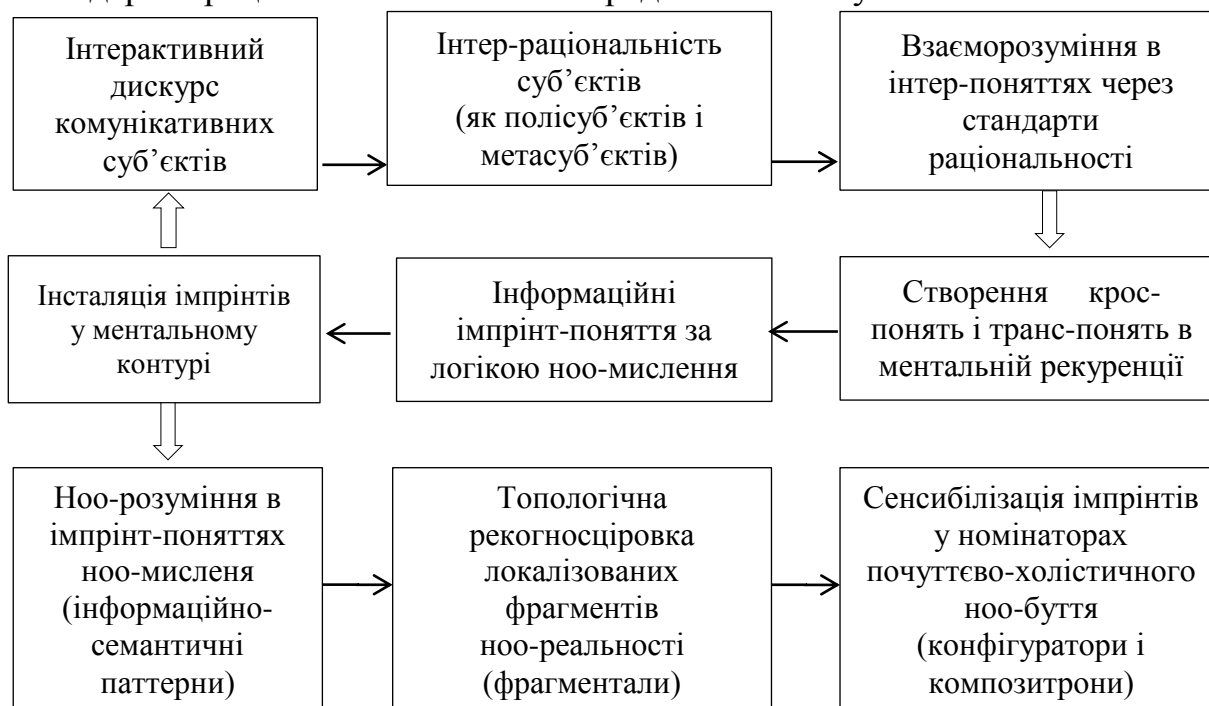 Інтерактивний
дискурс
комунікативних
суб’єктів
Інтер-раціональність
суб’єктів
(як полісуб’єктів і
метасуб’єктів)
Взаєморозуміння в
інтер-поняттях через
стандарти
раціональності
Інсталяція імпрінтів
у ментальному
контурі
Інформаційні
імпрінт-поняття за
логікою ноо-мислення
Створення крос-
понять і транс-понять в
ментальній рекуренції
Ноо-розуміння в
імпрінт-поняттях
ноо-мисленя
(інформаційно-
семантичні
паттерни)
Топологічна
рекогносціровка
локалізованих
фрагментів
ноо-реальності
(фрагментали)
Сенсибілізація імпрінтів
у номінаторах
почуттєво-холістичного
ноо-буття
(конфігуратори і
композитрони)